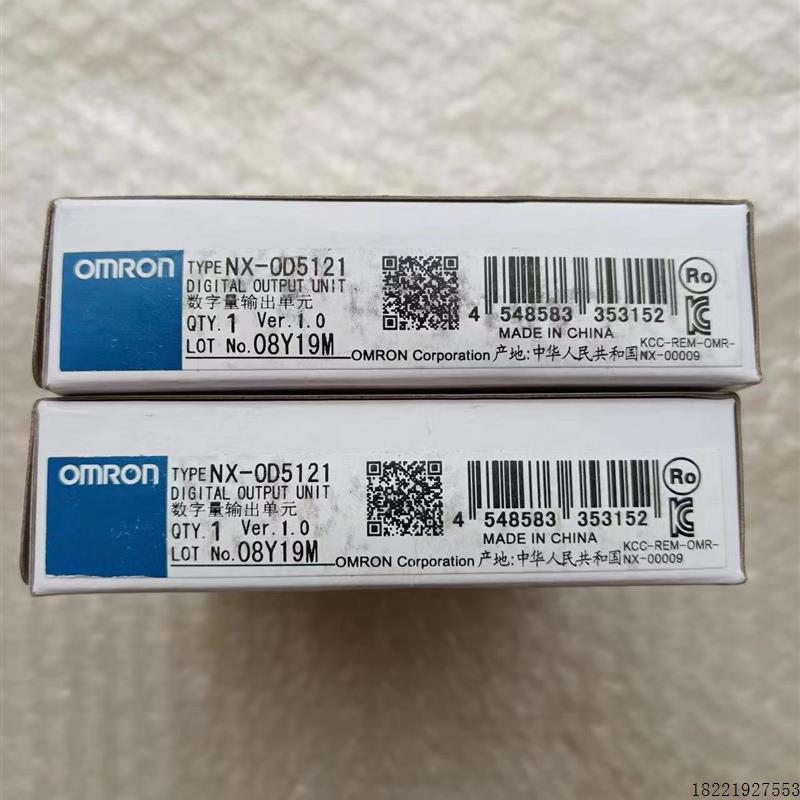 OMRON
TYPE NX-OD5121
DIGITAL OUTPUT UNIT
数字量输出单元
QTY. 1 Ver.1.0
LOT No. 08Y19M
4 548583 353152
MADE IN CHINA
OMRON Corporation 产地:中华人民共和国
Ro
KCC-REM-OMR-
NX-00009
OMRON
TYPE NX-OD5121
DIGITAL OUTPUT UNIT
数字量输出单元
QTY. 1 Ver.1.0
LOT No. 08Y19M
4 548583 353152
MADE IN CHINA
OMRON Corporation 产地:中华人民共和国
Ro
KCC-REM-OMR-
NX-00009
18221927553